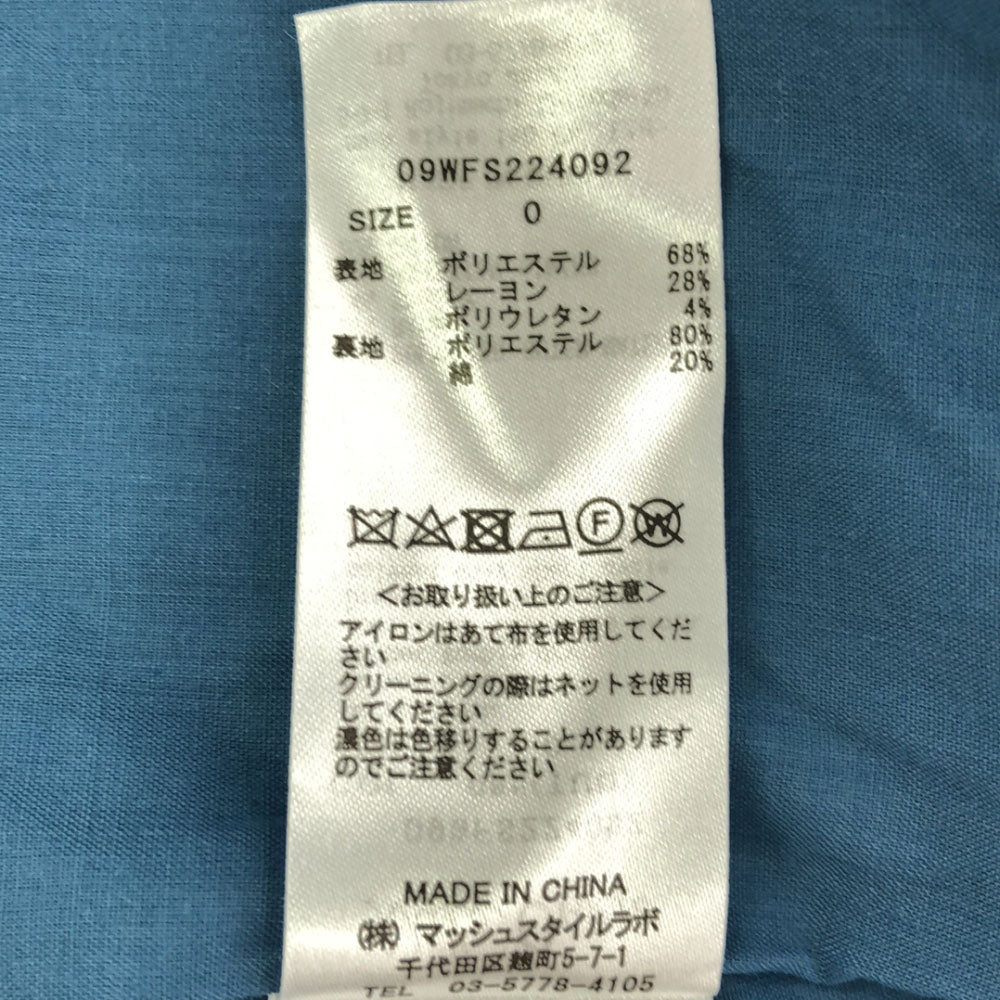 09WFS224092
SIZE 0
表地 ポリエステル 68%
レーヨン 28%
ポリウレタン 4%
裏地 ポリエステル 80%
綿 20%
F W
<お取り扱い上のご注意>
アイロンはあて布を使用してくだ
さい
クリーニングの際はネットを使用
してください
濃色は色移りすることがあります
のでご注意ください
MADE IN CHINA
(株) マッシュスタイルラボ
千代田区麹町5-7-1
TEL 03-5778-4105